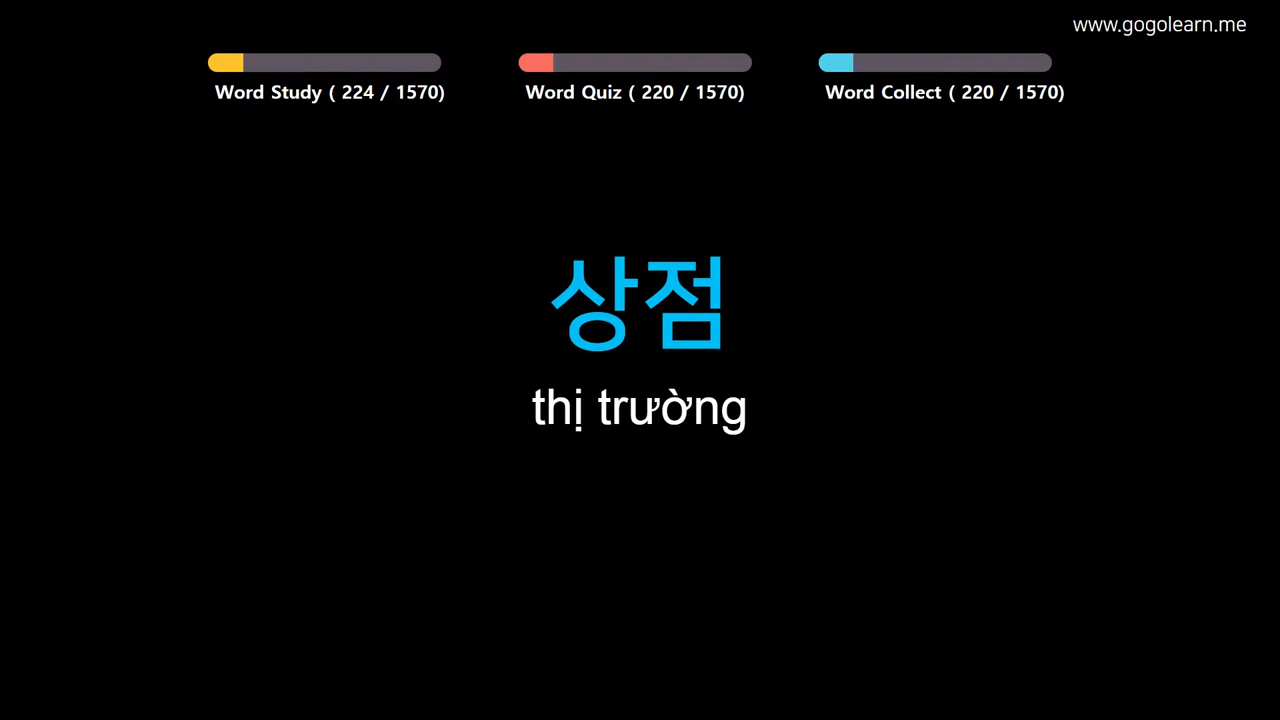 www.gogolearn.me
Word Study ( 224 / 1570)
Word Quiz ( 220 / 1570)
Word Collect ( 220 / 1570)
상점
thị trường